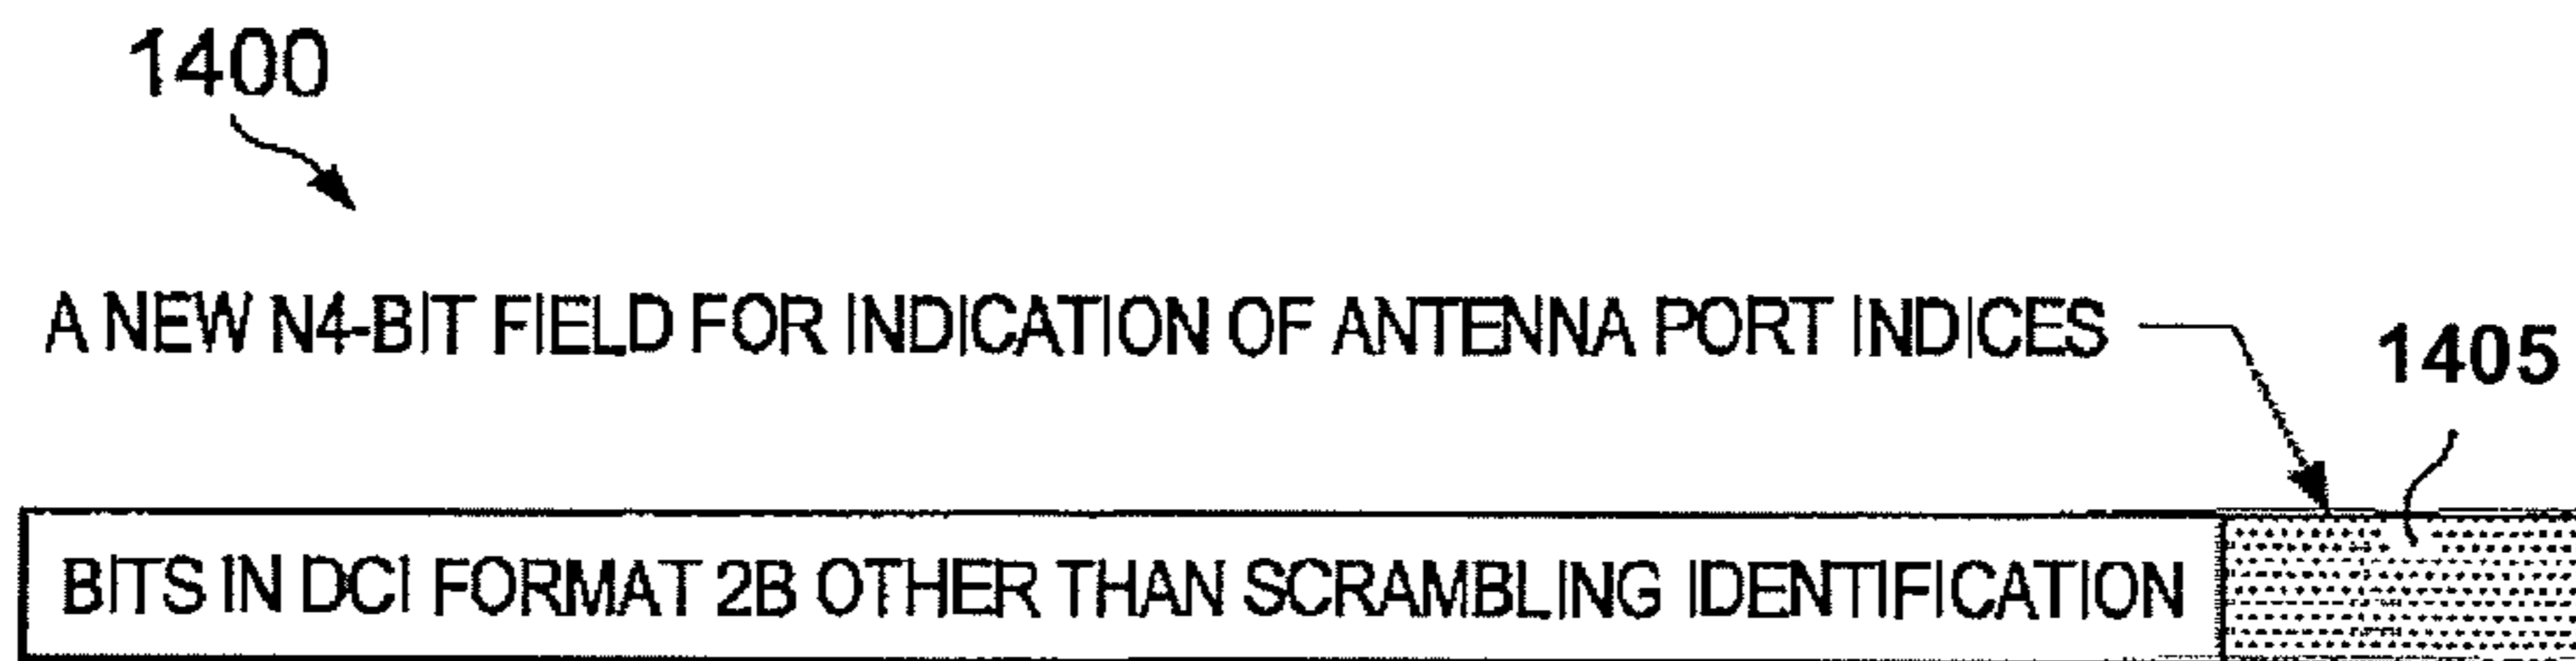 1400
A NEW N4-BIT FIELD FOR INDICATION OF ANTENNA PORT INDICES
1405
BITS IN DCI FORMAT 2B OTHER THAN SCRAMBLING IDENTIFICATION